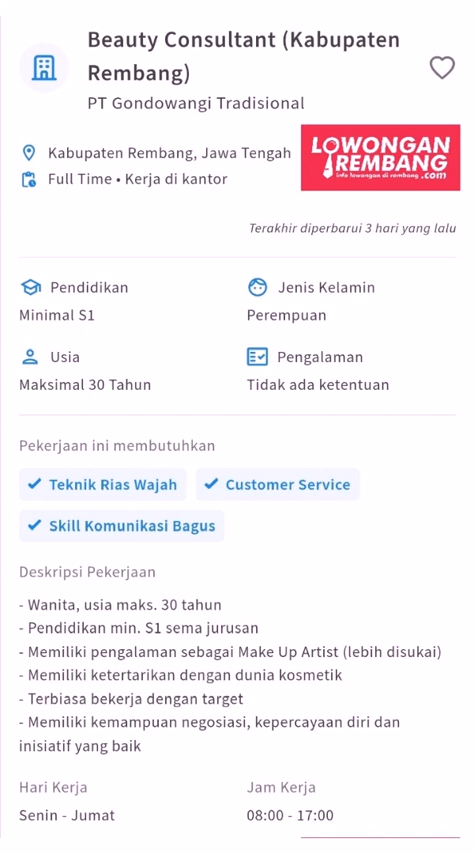 Beauty Consultant (Kabupaten
Rembang)
PT Gondowangi Tradisional
Kabupaten Rembang, Jawa Tengah
Full Time • Kerja di kantor
LOWONGAN
REMBANG
info lowongan di rembang .com
Terakhir diperbarui 3 hari yang lalu
Pendidikan
Minimal S1
Jenis Kelamin
Perempuan
Usia
Maksimal 30 Tahun
Pengalaman
Tidak ada ketentuan
Pekerjaan ini membutuhkan
Teknik Rias Wajah
Customer Service
Skill Komunikasi Bagus
Deskripsi Pekerjaan
- Wanita, usia maks. 30 tahun
- Pendidikan min. S1 sema jurusan
- Memiliki pengalaman sebagai Make Up Artist (lebih disukai)
- Memiliki ketertarikan dengan dunia kosmetik
- Terbiasa bekerja dengan target
- Memiliki kemampuan negosiasi, kepercayaan diri dan
inisiatif yang baik
Hari Kerja
Senin - Jumat
Jam Kerja
08:00 - 17:00